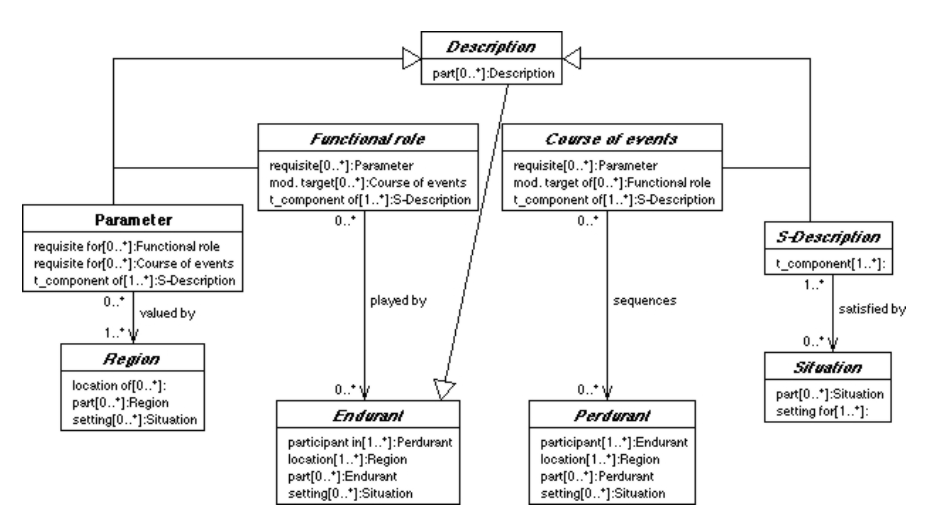 Description
part[0..*]:Description
Functional role
requisite[0..*]:Parameter
mod. target[0..*]:Course of events
t_component of[1..*]:S-Description
0..*
Course of events
requisite[0..*]:Parameter
mod. target of[0..*]:Functional role
t_component of[1..*]:S-Description
0..*
Parameter
requisite for[0..*]:Functional role
requisite for[0..*]:Course of events
t_component of[1..*]:S-Description
0..*
valued by
1..*
S-Description
t_component[1..*]:
1..*
satisfied by
0..*
played by
0..*
sequences
0..*
Region
location of[0..*]:
part[0..*]:Region
setting[0..*]:Situation
Situation
part[0..*]:Situation
setting for[1..*]:
Endurant
participant in[1..*]:Perdurant
location[1..*]:Region
part[0..*]:Endurant
setting[0..*]:Situation
Perdurant
participant[1..*]:Endurant
location[1..*]:Region
part[0..*]:Perdurant
setting[0..*]:Situation